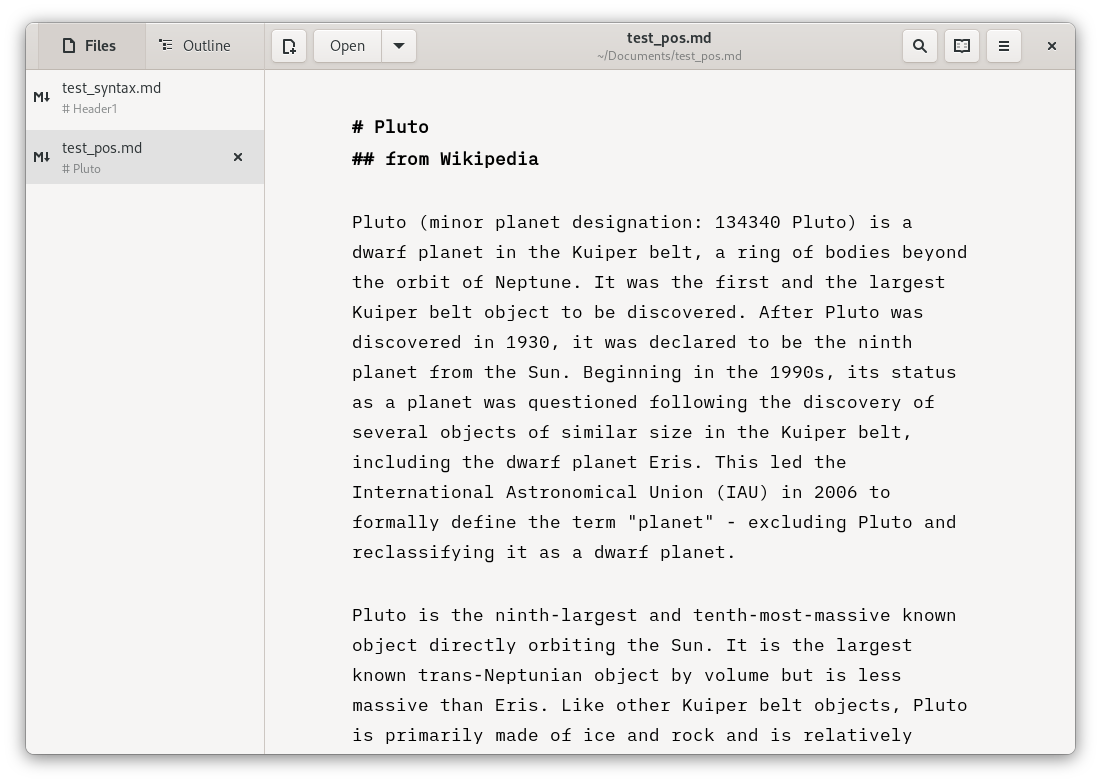 Files
Outline
Open
test_pos.md
~/Documents/test_pos.md
test_syntax.md
# Header1
test_pos.md
# Pluto
# Pluto
## from Wikipedia
Pluto (minor planet designation: 134340 Pluto) is a
dwarf planet in the Kuiper belt, a ring of bodies beyond
the orbit of Neptune. It was the first and the largest
Kuiper belt object to be discovered. After Pluto was
discovered in 1930, it was declared to be the ninth
planet from the Sun. Beginning in the 1990s, its status
as a planet was questioned following the discovery of
several objects of similar size in the Kuiper belt,
including the dwarf planet Eris. This led the
International Astronomical Union (IAU) in 2006 to
formally define the term "planet" - excluding Pluto and
reclassifying it as a dwarf planet.
Pluto is the ninth-largest and tenth-most-massive known
object directly orbiting the Sun. It is the largest
known trans-Neptunian object by volume but is less
massive than Eris. Like other Kuiper belt objects, Pluto
is primarily made of ice and rock and is relatively